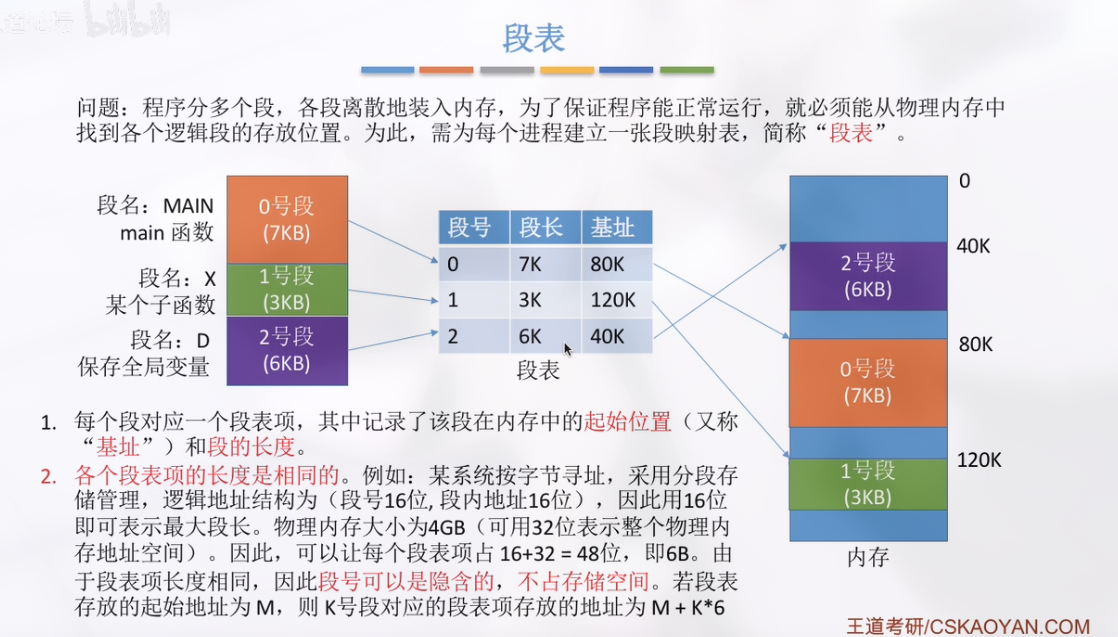 段表
问题：程序分多个段，各段离散地装入内存，为了保证程序能正常运行，就必须能从物理内存中
找到各个逻辑段的存放位置。为此，需为每个进程建立一张段映射表，简称“段表”。
段名：MAIN
main 函数
0号段
(7KB)
段名：X
某个子函数
1号段
(3KB)
段名：D
保存全局变量
2号段
(6KB)
段号 段长 基址
0 7K 80K
1 3K 120K
2 6K 40K
段表
0
40K
2号段
(6KB)
80K
0号段
(7KB)
120K
1号段
(3KB)
内存
1. 每个段对应一个段表项，其中记录了该段在内存中的起始位置（又称
“基址”）和段的长度。
2. 各个段表项的长度是相同的。例如：某系统按字节寻址，采用分段存
储管理，逻辑地址结构为（段号16位, 段内地址16位），因此用16位
即可表示最大段长。物理内存大小为4GB（可用32位表示整个物理内
存地址空间）。因此，可以让每个段表项占 16+32 = 48位，即6B。由
于段表项长度相同，因此段号可以是隐含的，不占存储空间。若段表
存放的起始地址为 M，则 K号段对应的段表项存放的地址为 M + K*6
王道考研/CSKAOYAN.COM